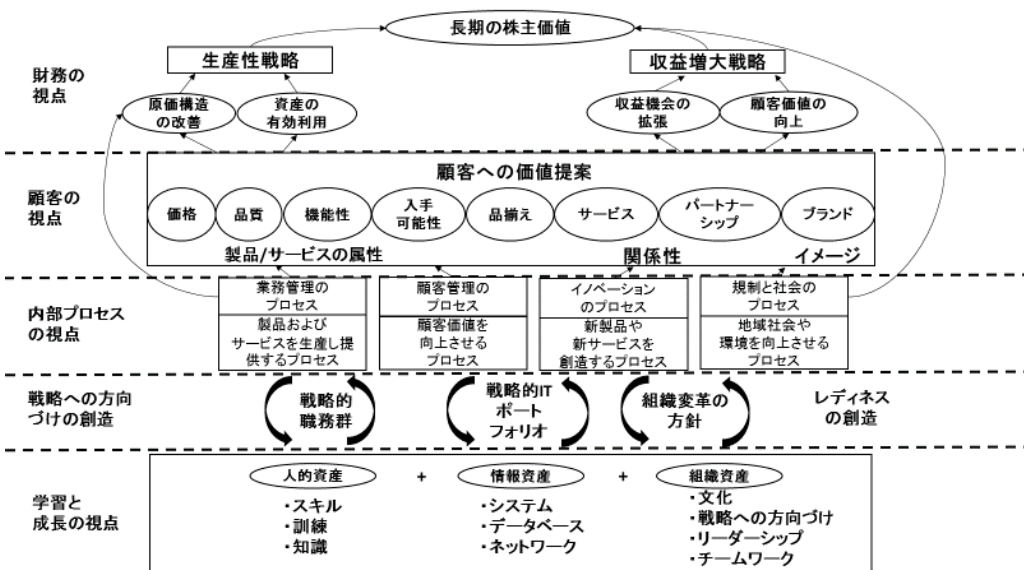 長期の株主価値
財務の
視点
生産性戦略
収益増大戦略
原価構造
の改善
資産の
有効利用
収益機会の
拡張
顧客価値の
向上
顧客の
視点
顧客への価値提案
価格
品質
機能性
入手
可能性
品揃え
サービス
パートナー
シップ
ブランド
製品/サービスの属性
関係性
イメージ
内部プロセス
の視点
業務管理の
プロセス
製品および
サービスを生産し提
供するプロセス
顧客管理の
プロセス
顧客価値を
向上させるプロセス
イノベーション
のプロセス
新製品や
新サービスを
創造するプロセス
規制と社会の
プロセス
地域社会や
環境を向上させる
プロセス
戦略への方向
づけの創造
戦略的
職務群
戦略的IT
ポート
フォリオ
組織変革の
方針
レディネス
の創造
学習と
成長の視点
人的資産
・スキル
・訓練
・知識
+
情報資産
・システム
・データベース
・ネットワーク
+
組織資産
・文化
・戦略への方向づけ
・リーダーシップ
・チームワーク